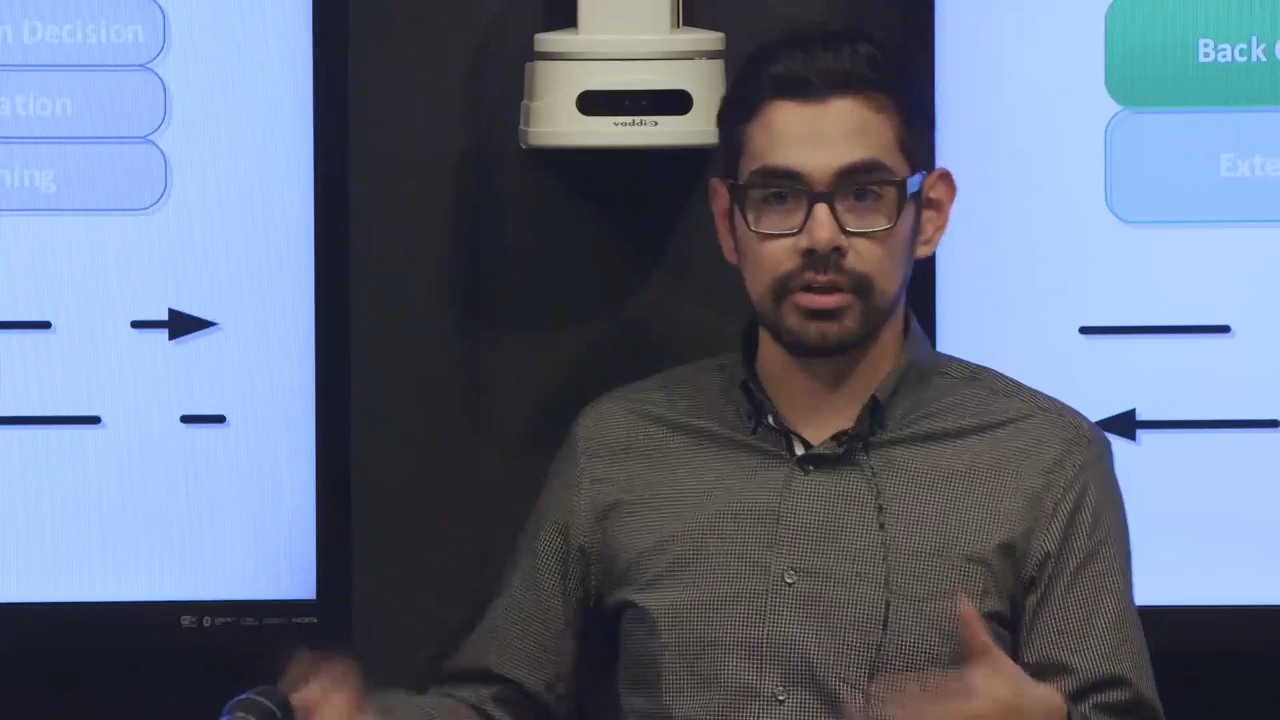 n Decision
ation
ning
vaddio
Back
Exte